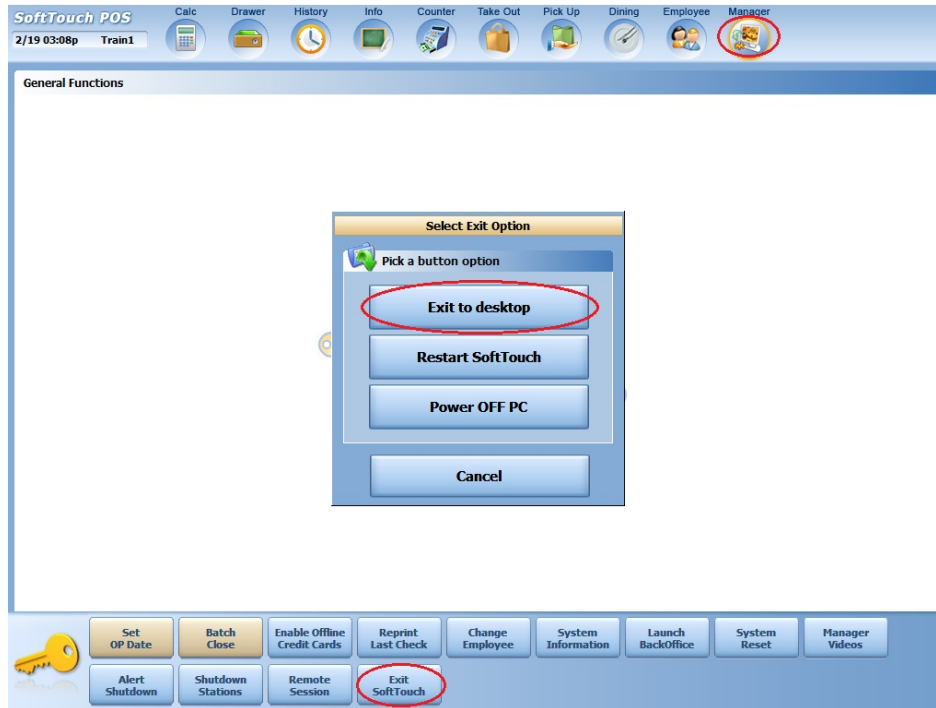 SoftTouch POS
2/19 03:08p Train1
Calc Drawer History Info Counter Take Out Pick Up Dining Employee Manager
General Functions
Select Exit Option
Pick a button option
Exit to desktop
Restart SoftTouch
Power OFF PC
Cancel
Set
OP Date
Batch
Close
Enable Offline
Credit Cards
Reprint
Last Check
Change
Employee
System
Information
Launch
BackOffice
System
Reset
Manager
Videos
Alert
Shutdown
Shutdown
Stations
Remote
Session
Exit
SoftTouch